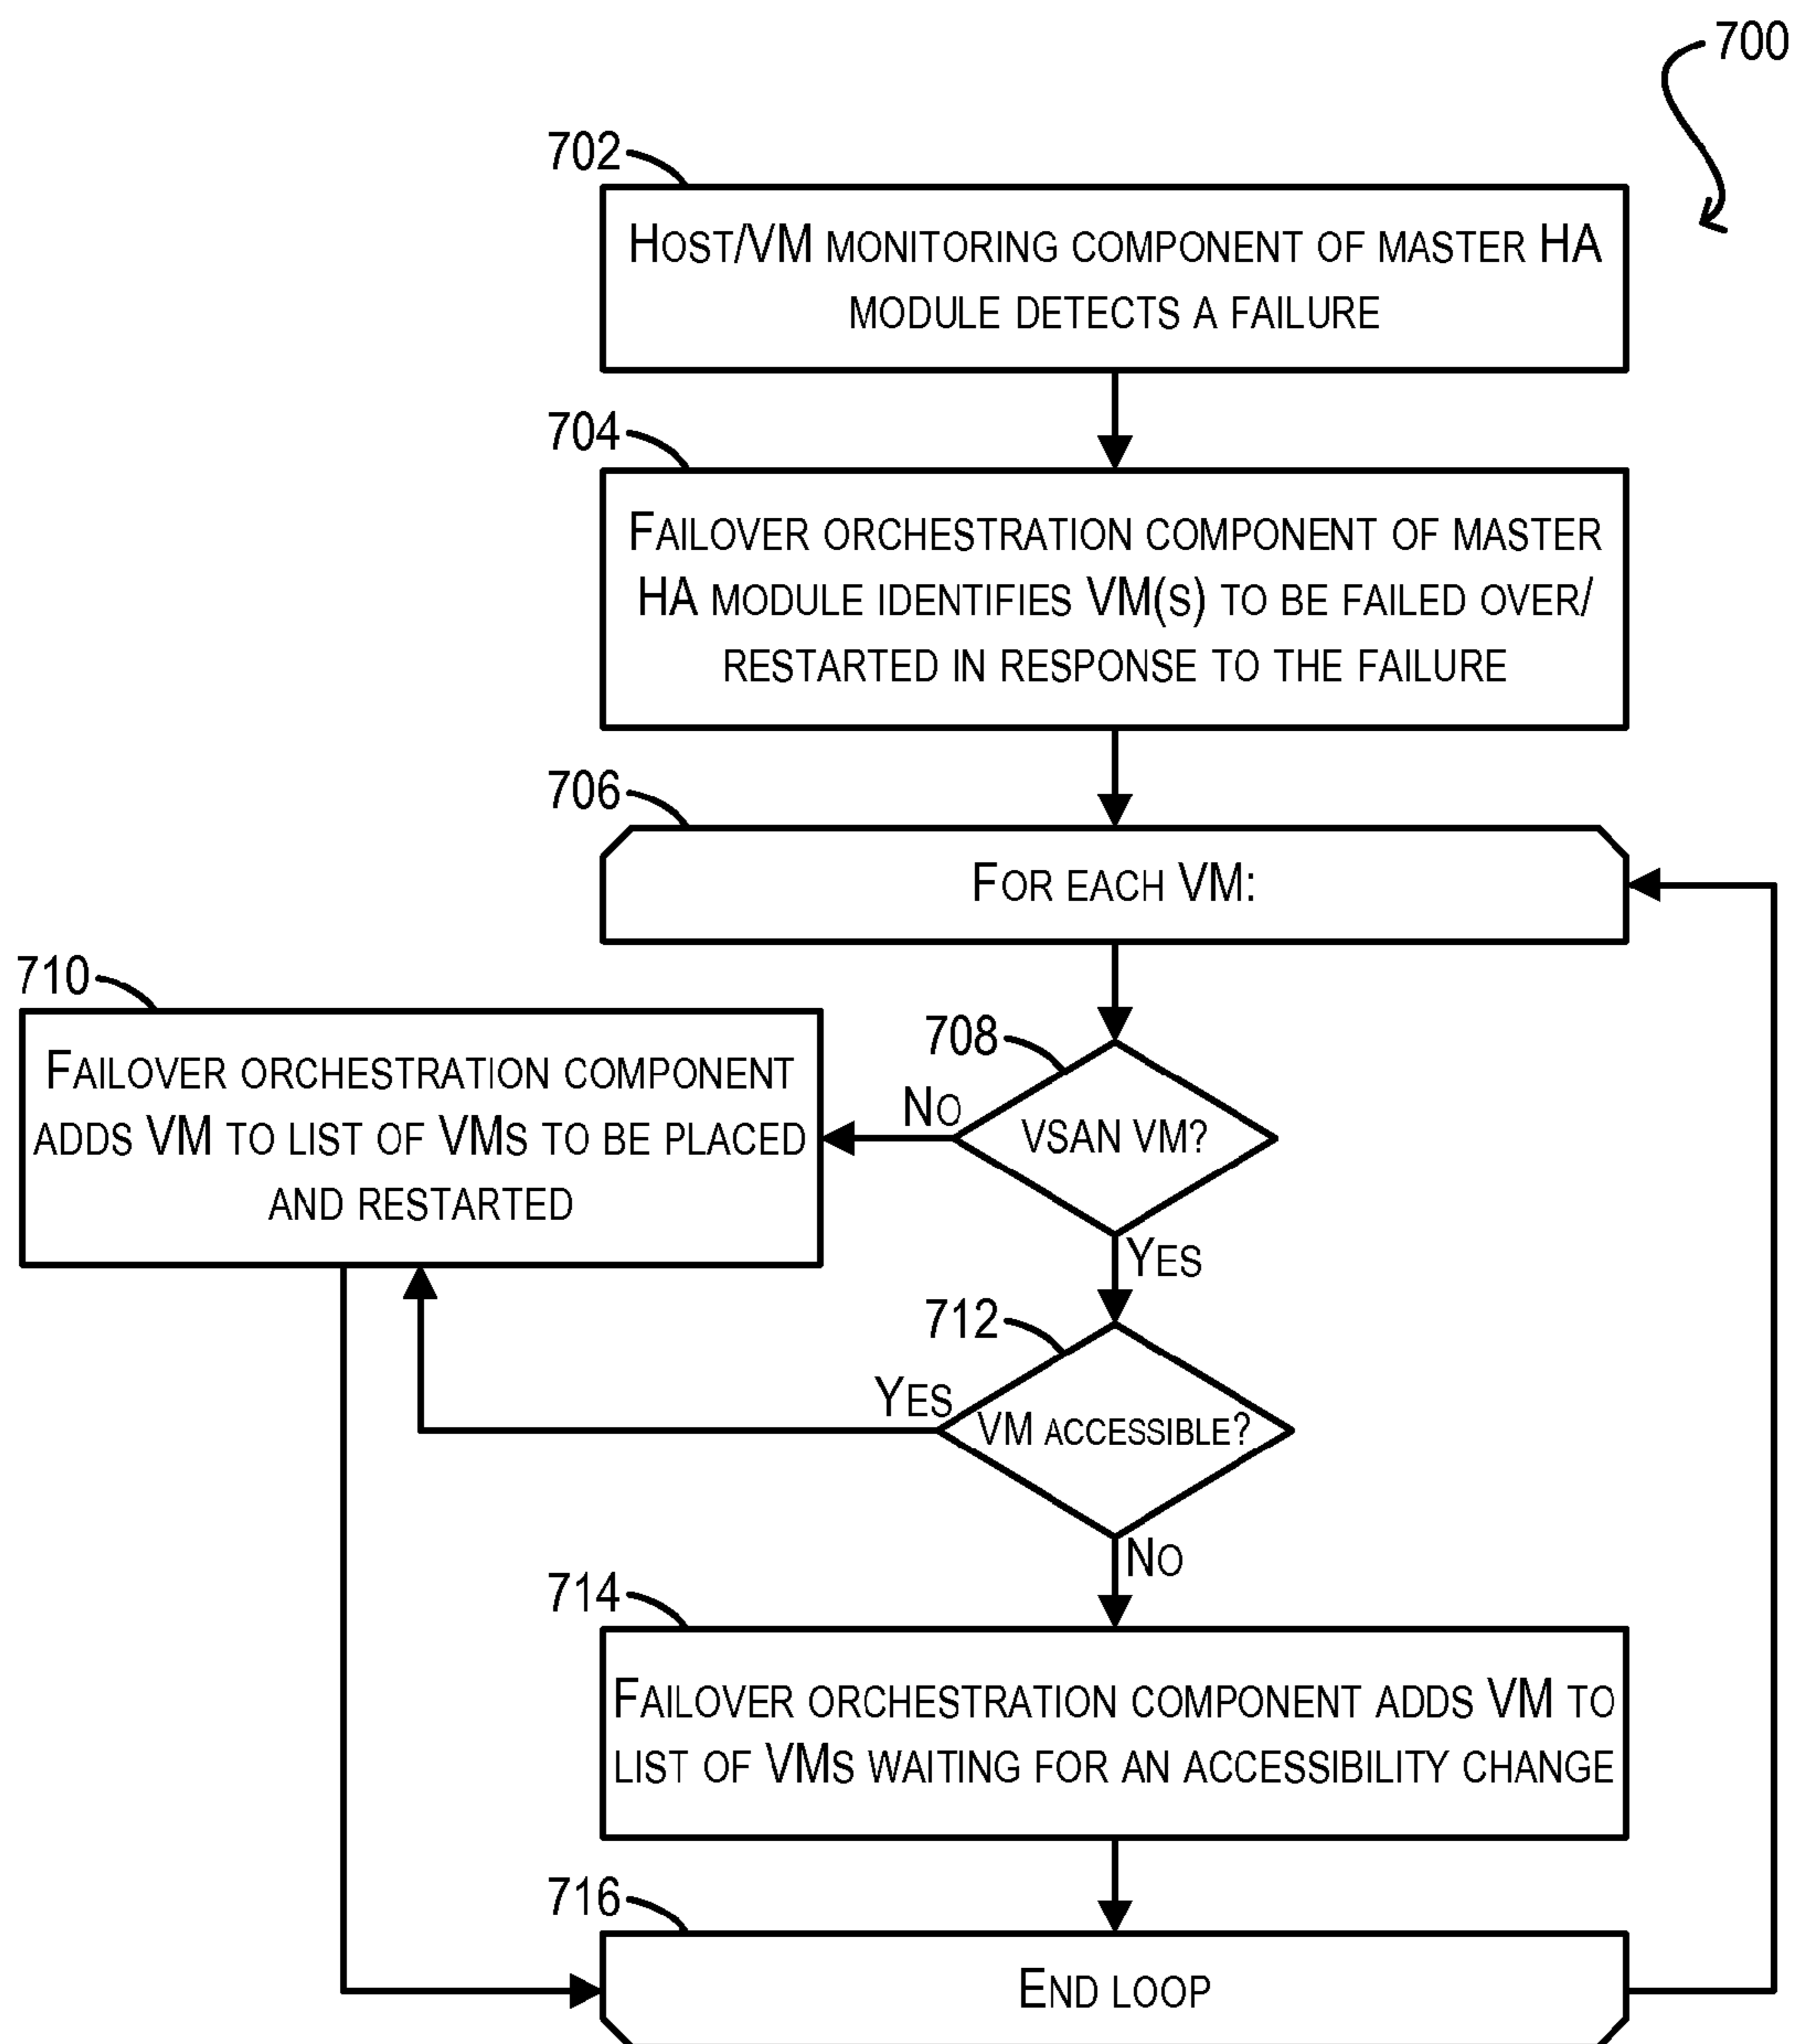 700
702
Host/VM monitoring component of master HA
module detects a failure
704
Failover orchestration component of master
HA module identifies VM(s) to be failed over/
restarted in response to the failure
706
For each VM:
710
Failover orchestration component
adds VM to list of VMs to be placed
and restarted
708
No
VSAN VM?
Yes
712
Yes
VM accessible?
No
714
Failover orchestration component adds VM to
list of VMs waiting for an accessibility change
716
End loop